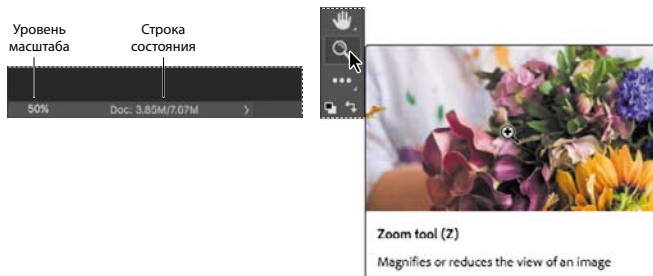 Уровень
масштаба
Строка
состояния
50%
Doc: 3.85M/7.67M
Zoom tool (Z)
Magnifies or reduces the view of an image